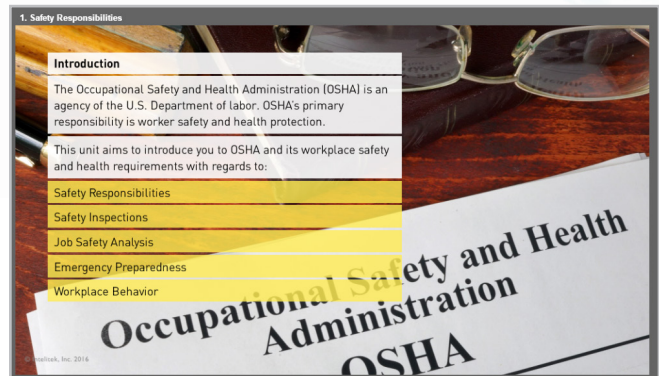 1. Safety Responsibilities
Introduction
The Occupational Safety and Health Administration (OSHA) is an
agency of the U.S. Department of labor. OSHA's primary
responsibility is worker safety and health protection.
This unit aims to introduce you to OSHA and its workplace safety
and health requirements with regards to:
Safety Responsibilities
Safety Inspections
Job Safety Analysis
Emergency Preparedness
Workplace Behavior
Occupational Safety and Health
Administration
OSHA
Inc. 2016